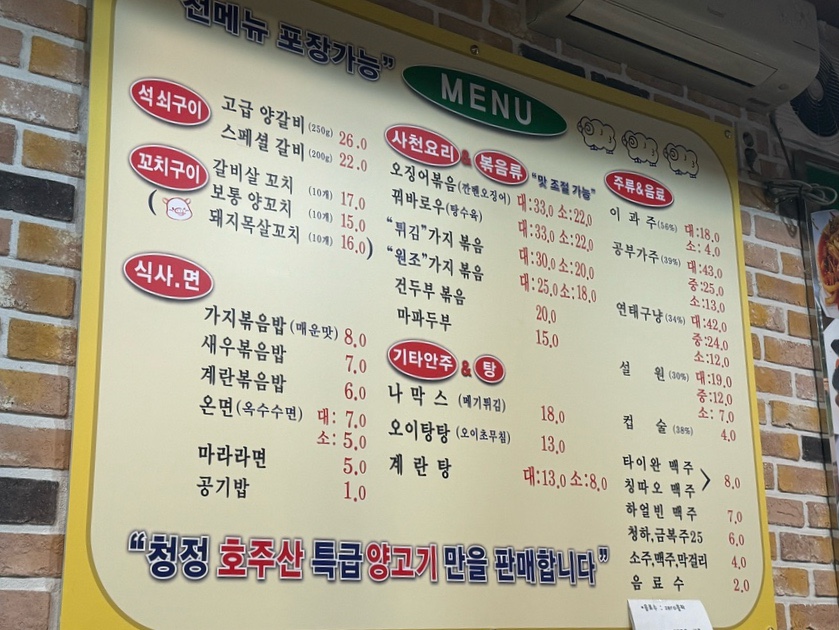 전메뉴 포장가능"
MENU
석쇠구이
고급 양갈비 (250g) 26.0
스페셜 갈비 (200g) 22.0
꼬치구이
갈비살 꼬치 (10개) 17.0
보통 양꼬치 (10개) 15.0
(돼지목살꼬치 (10개) 16.0)
식사.면
가지볶음밥 (매운맛) 8.0
새우볶음밥 7.0
계란볶음밥 6.0
온면(옥수수면) 대: 7.0
소: 5.0
마라라면 5.0
공기밥 1.0
사천요리 & 볶음류 "맛 조절 가능"
오징어볶음(깐팬오징어) 대:33.0 소:22.0
꿔바로우(탕수육) 대:33.0 소:22.0
"튀김"가지 볶음 대:30.0 소:20.0
"원조"가지 볶음 대:25.0 소:18.0
건두부 볶음 20.0
마파두부 15.0
기타안주 & 탕
나 막 스 (메기튀김) 18.0
오이탕탕 (오이초무침) 13.0
계 란 탕 대:13.0 소:8.0
주류&음료
이 과 주(56%) 대:18.0
소: 4.0
공부가주(39%) 대:43.0
중:25.0
소:13.0
연태구냥(34%) 대:42.0
중:24.0
소:12.0
설 원(30%) 대:19.0
중:12.0
소: 7.0
컵 술(38%) 4.0
타이완 맥주
칭따오 맥주 > 8.0
하얼빈 맥주 7.0
청하,금복주25 6.0
소주,맥주,막걸리 4.0
음 료 수 2.0
"청정 호주산 특급양고기 만을 판매합니다"